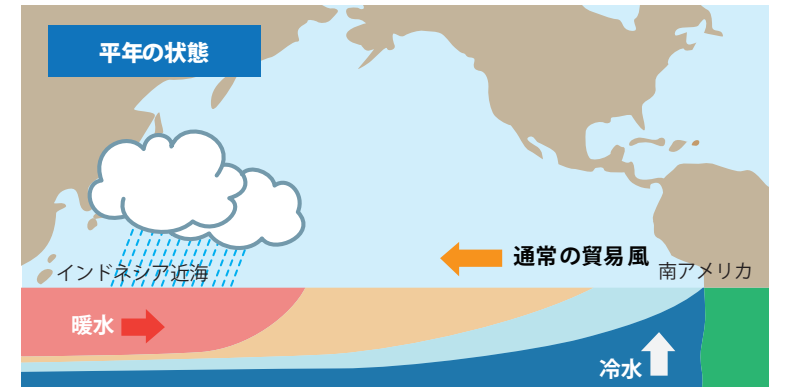 平年の状態
通常の貿易風
インドネシア近海
南アメリカ
暖水
冷水